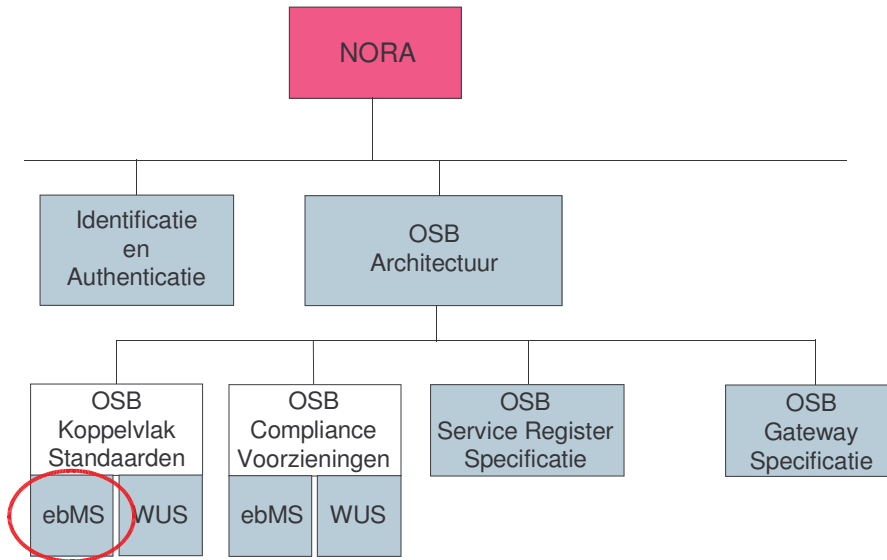 NORA
Identificatie
en
Authenticatie
OSB
Architectuur
OSB
Koppelvlak
Standaarden
ebMS
WUS
OSB
Compliance
Voorzieningen
ebMS
WUS
OSB
Service Register
Specificatie
OSB
Gateway
Specificatie